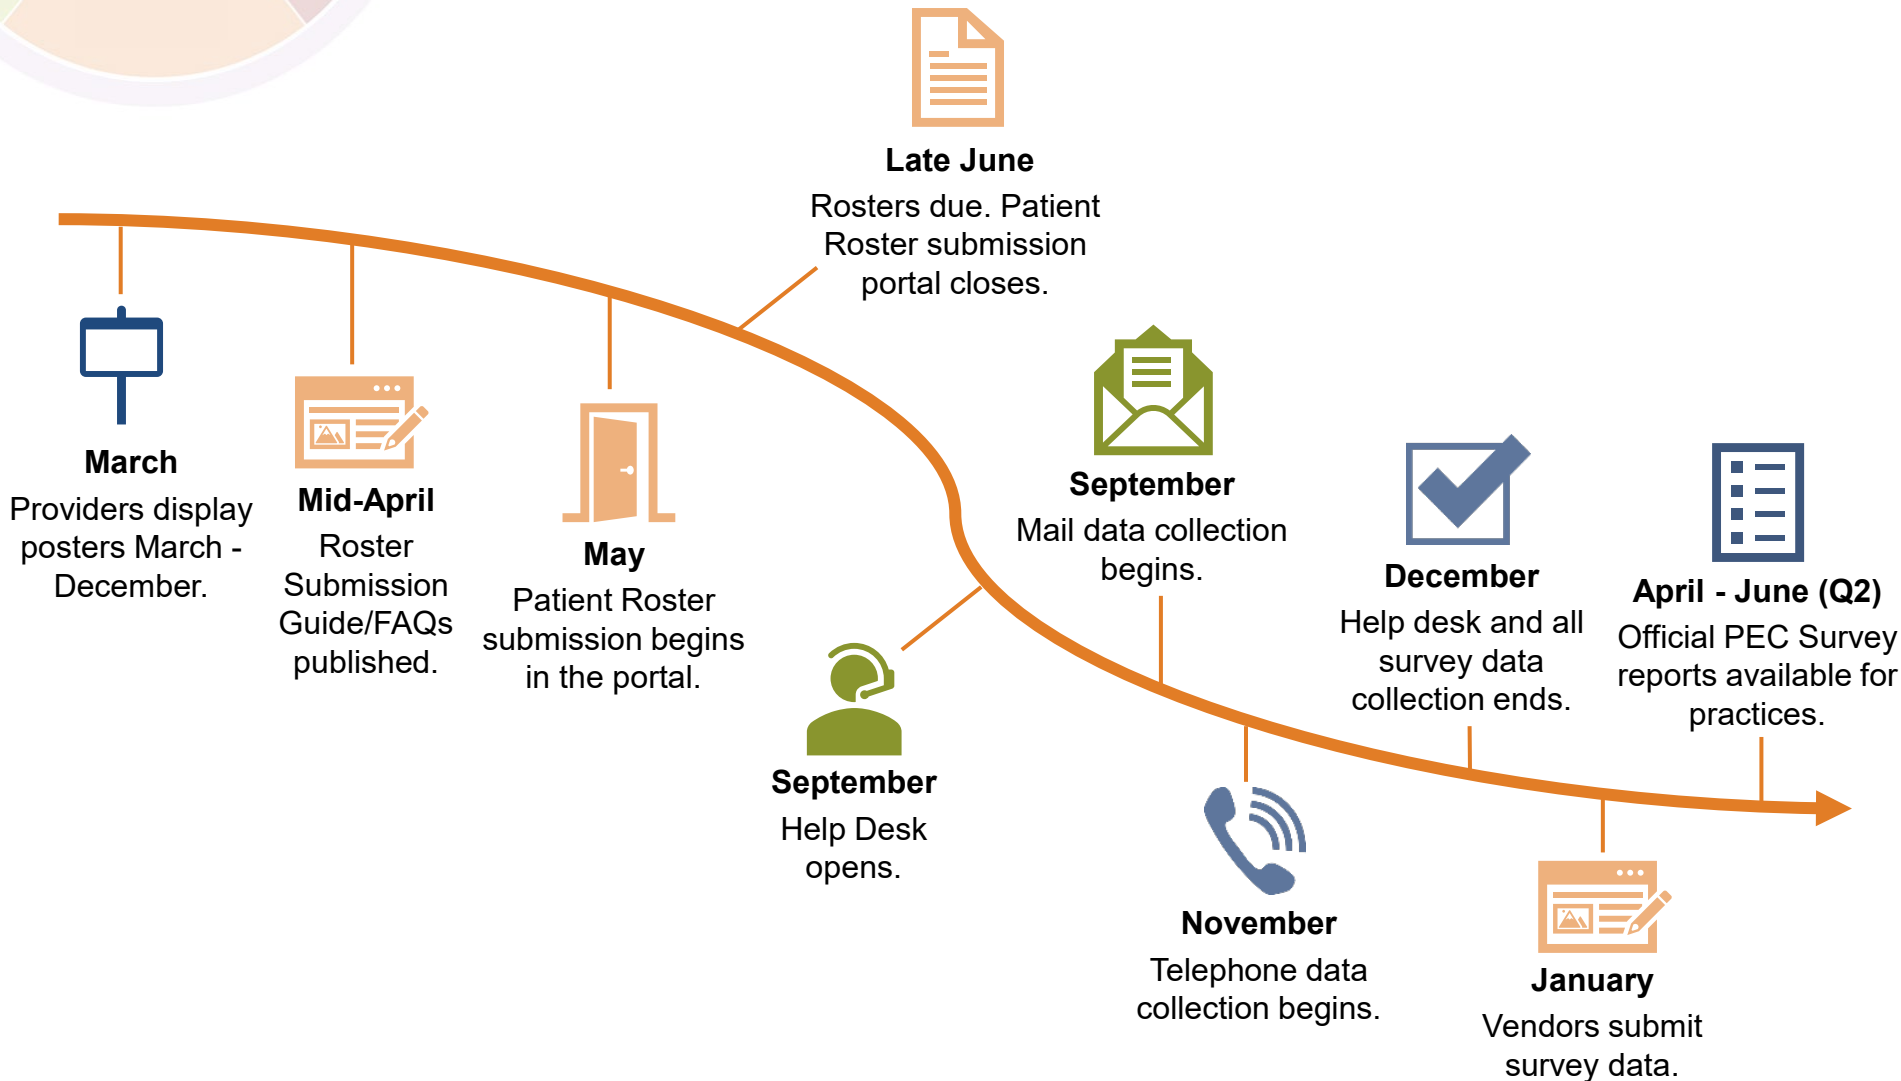 March
Providers display
posters March -
December.
Mid-April
Roster
Submission
Guide/FAQs
published.
May
Patient Roster
submission begins
in the portal.
Late June
Rosters due. Patient
Roster submission
portal closes.
September
Help Desk
opens.
September
Mail data collection
begins.
November
Telephone data
collection begins.
December
Help desk and all
survey data
collection ends.
January
Vendors submit
survey data.
April - June (Q2)
Official PEC Survey
reports available for
practices.